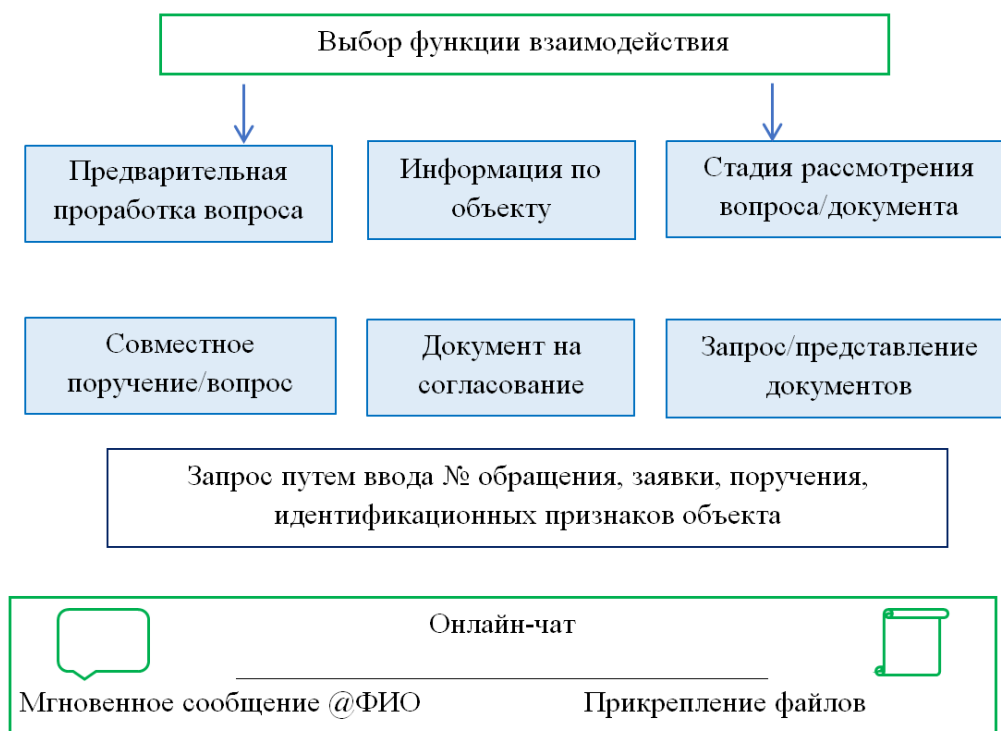 Выбор функции взаимодействия
Предварительная
проработка вопроса
Информация по
объекту
Стадия рассмотрения
вопроса/документа
Совместное
поручение/вопрос
Документ на
согласование
Запрос/представление
документов
Запрос путем ввода № обращения, заявки, поручения,
идентификационных признаков объекта
Онлайн-чат
Мгновенное сообщение @ФИО
Прикрепление файлов